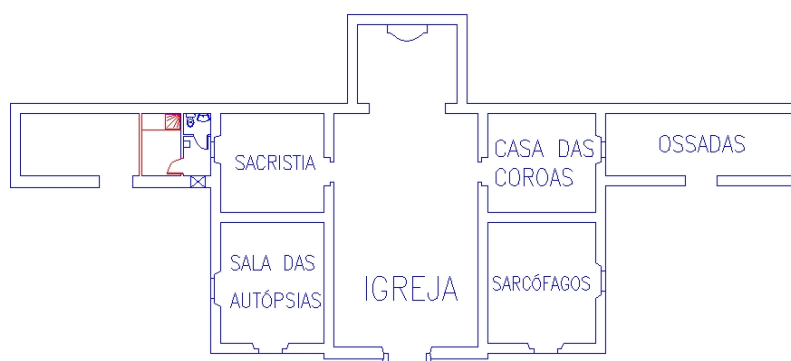 SACRISTIA
CASA DAS
COROAS
OSSADAS
SALA DAS
AUTÓPSIAS
IGREJA
SARCÓFAGOS